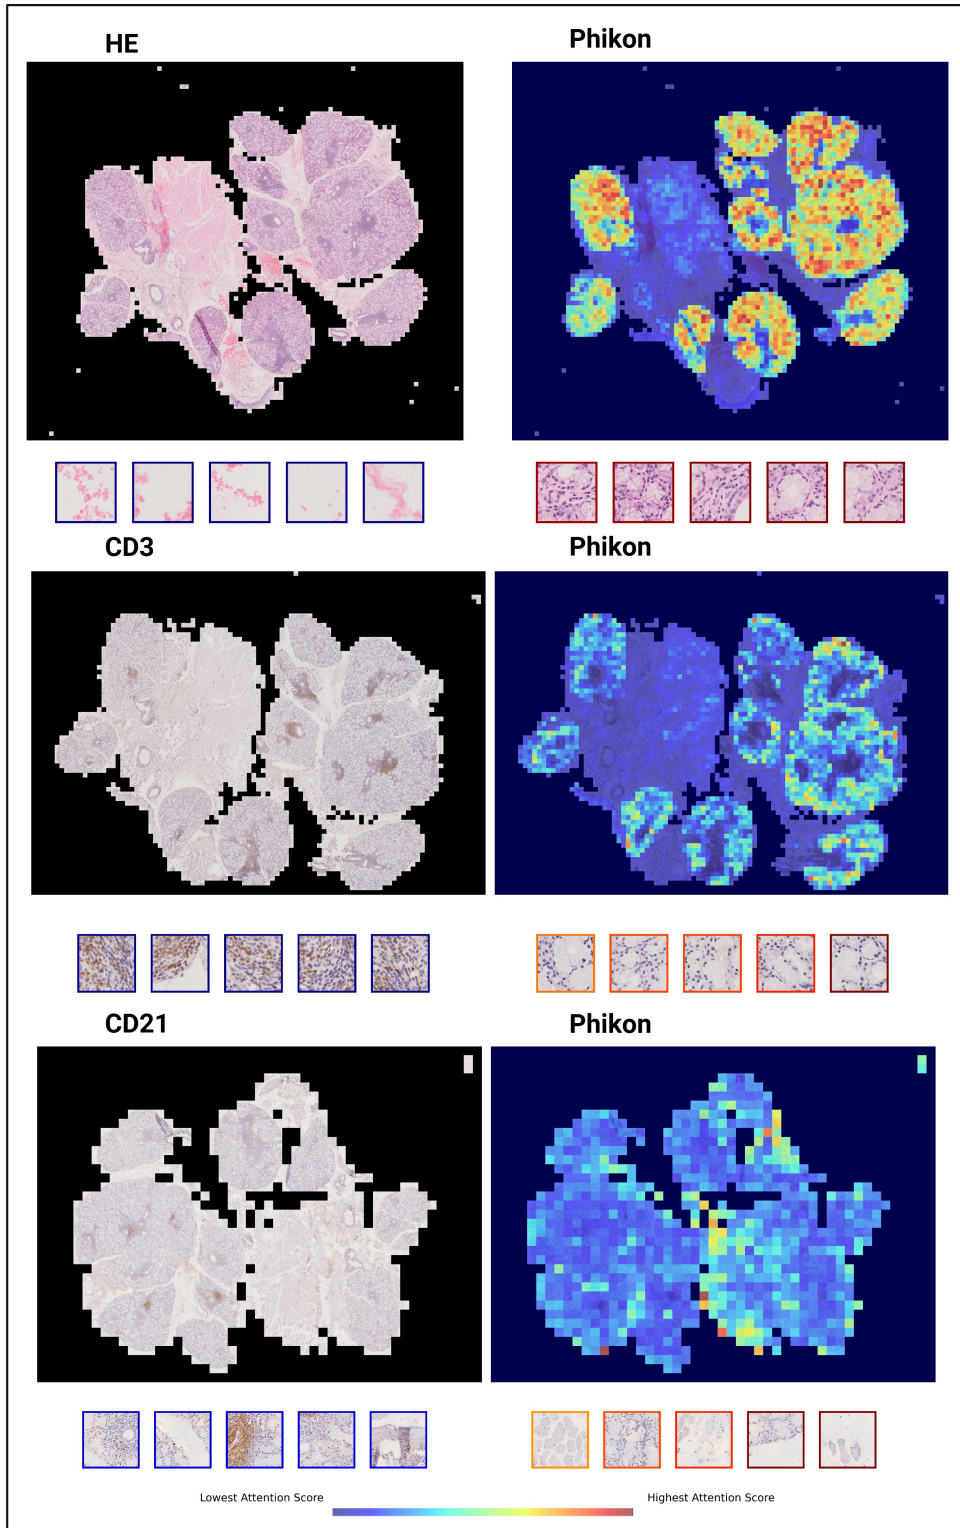 HE
Phikon
CD3
Phikon
CD21
Phikon
Lowest Attention Score
Highest Attention Score